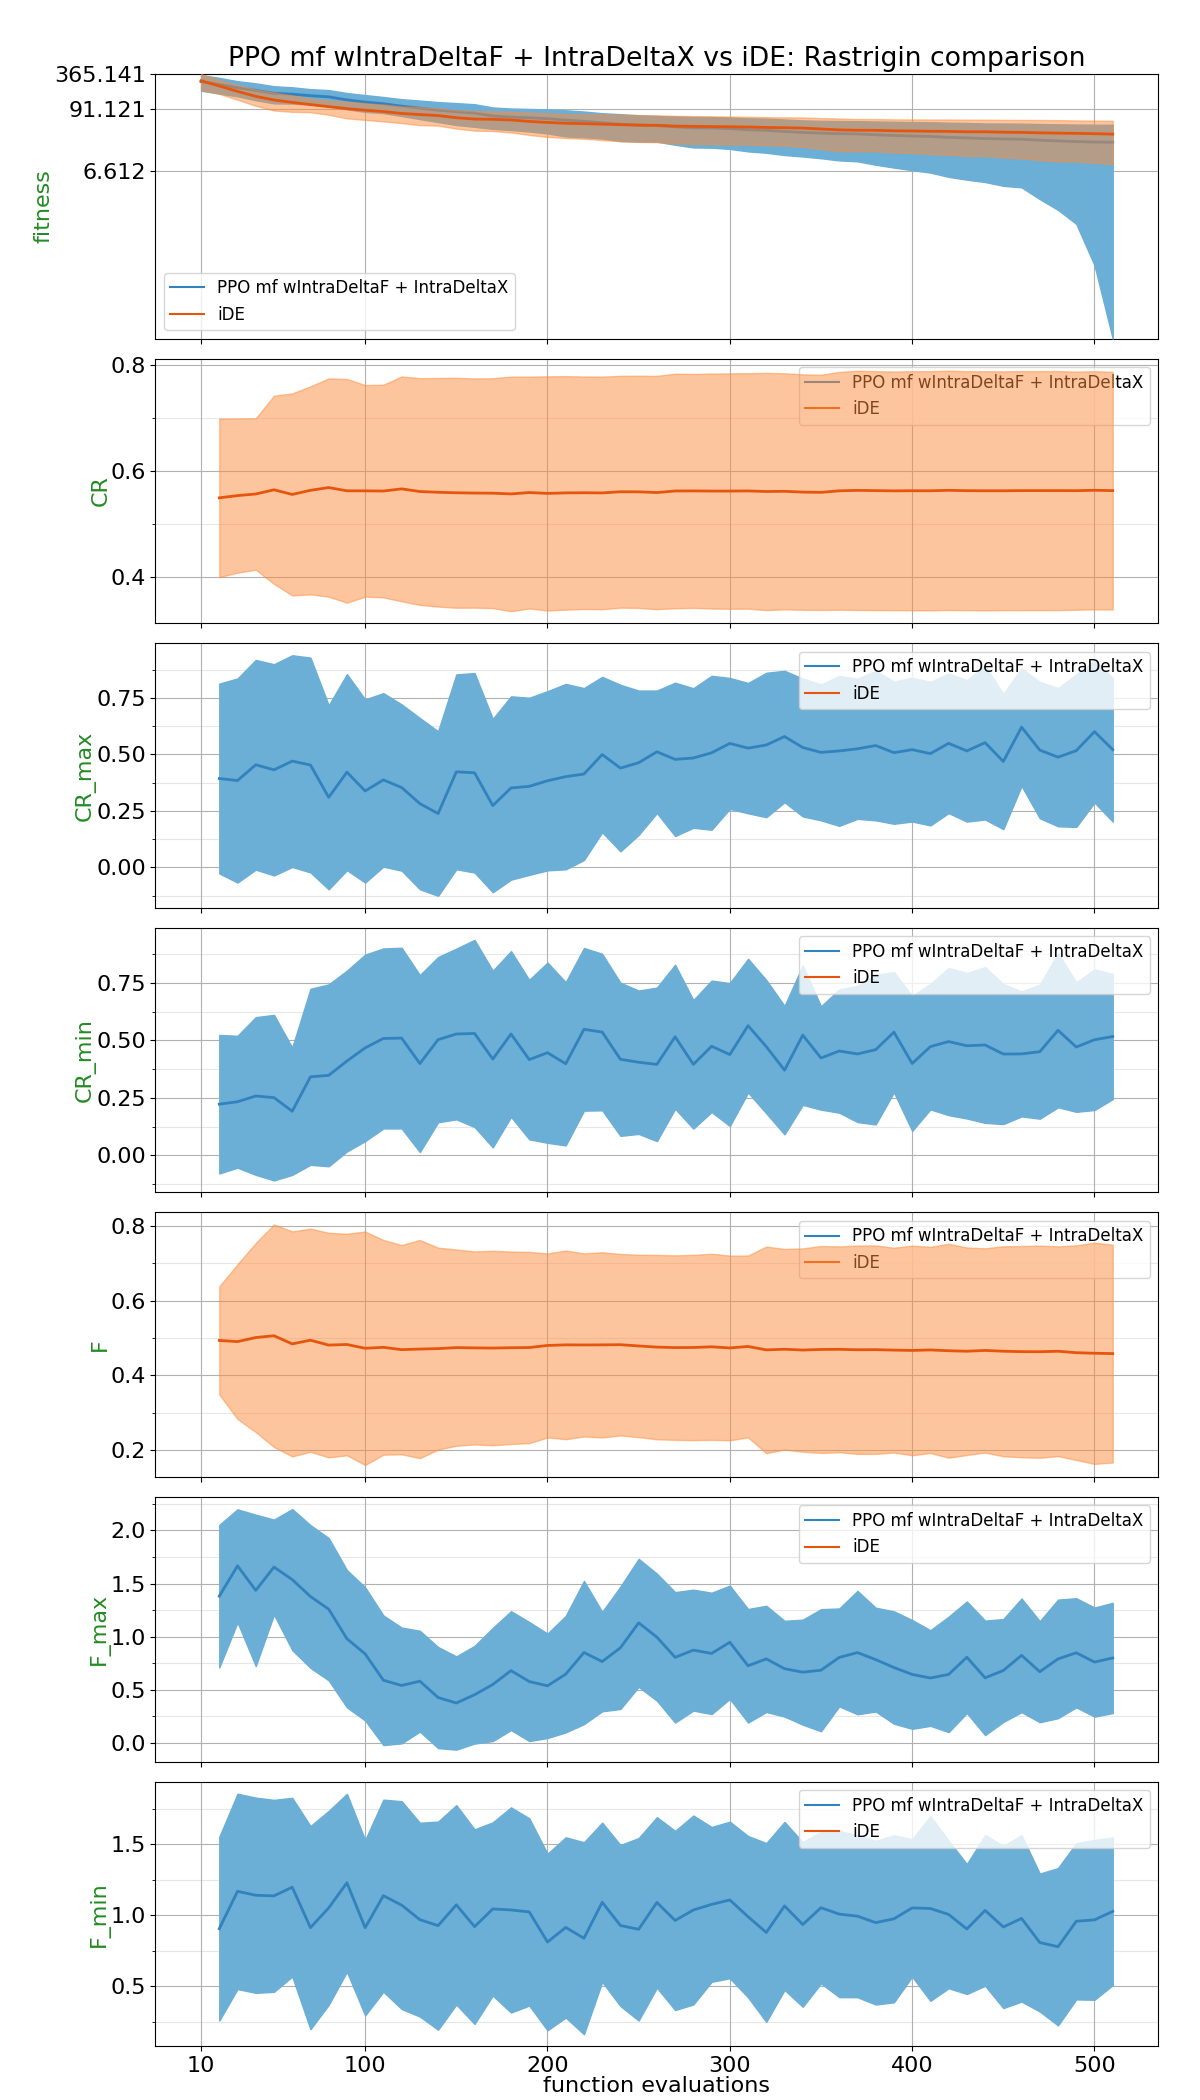 PPO mf wIntraDeltaF + IntraDeltaX vs iDE: Rastrigin comparison
365.141
91.121
6.612
fitness
PPO mf wIntraDeltaF + IntraDeltaX
iDE
0.8
0.6
0.4
CR
PPO mf wIntraDeltaF + IntraDeltaX
iDE
0.75
0.50
0.25
0.00
CR_max
PPO mf wIntraDeltaF + IntraDeltaX
iDE
0.75
0.50
0.25
0.00
CR_min
PPO mf wIntraDeltaF + IntraDeltaX
iDE
0.8
0.6
0.4
0.2
F
PPO mf wIntraDeltaF + IntraDeltaX
iDE
2.0
1.5
1.0
0.5
0.0
F_max
PPO mf wIntraDeltaF + IntraDeltaX
iDE
1.5
1.0
0.5
F_min
PPO mf wIntraDeltaF + IntraDeltaX
iDE
10 100 200 300 400 500
function evaluations